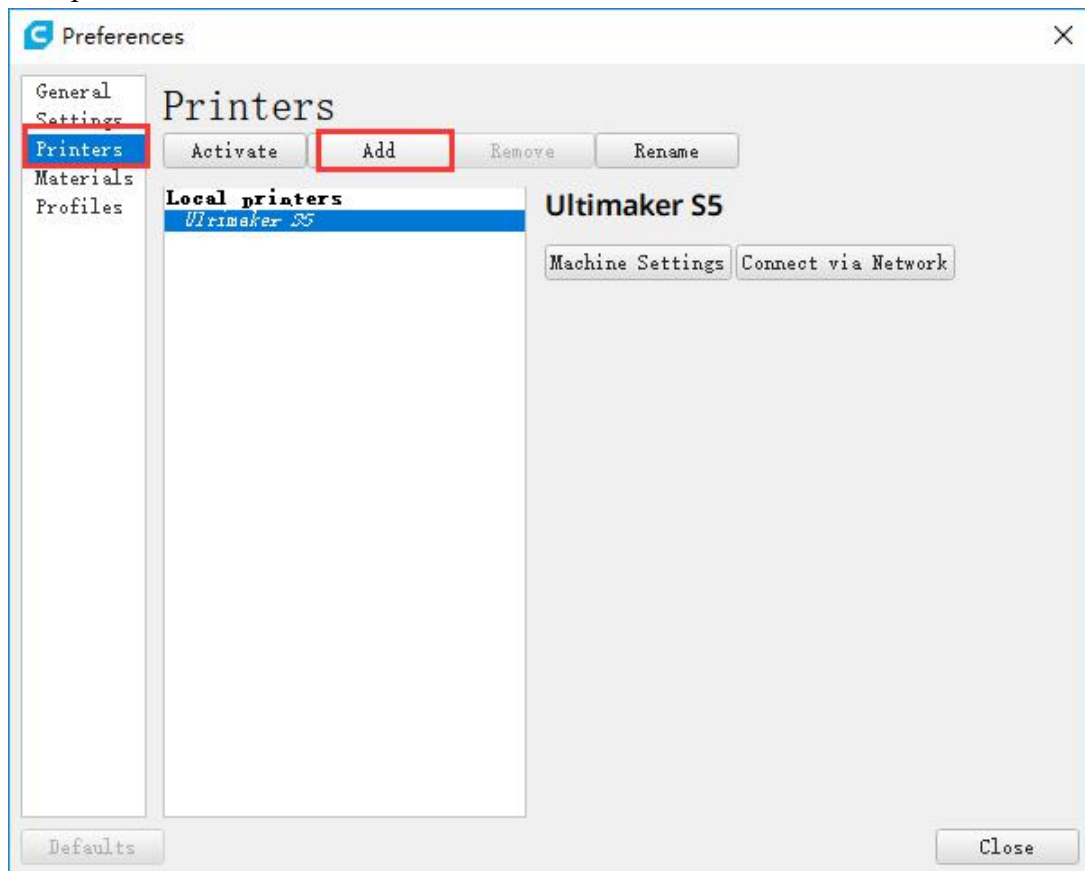 Preferences
General
Settings
Printers
Materials
Profiles
Printers
Activate Add Remove Rename
Local printers
Ultimaker S5
Ultimaker S5
Machine Settings Connect via Network
Defaults
Close